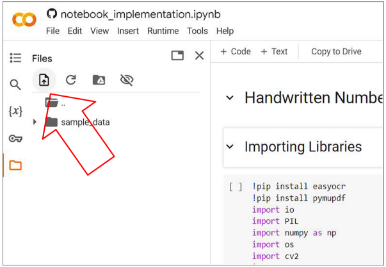 notebook_implementation.ipynb
File Edit View Insert Runtime Tools Help
Files
+ Code + Text Copy to Drive
..
{x}
sample_data
Handwritten Numbe
Importing Libraries
[ ] !pip install easyocr
!pip install pymupdf
import io
import PIL
import numpy as np
import os
import cv2